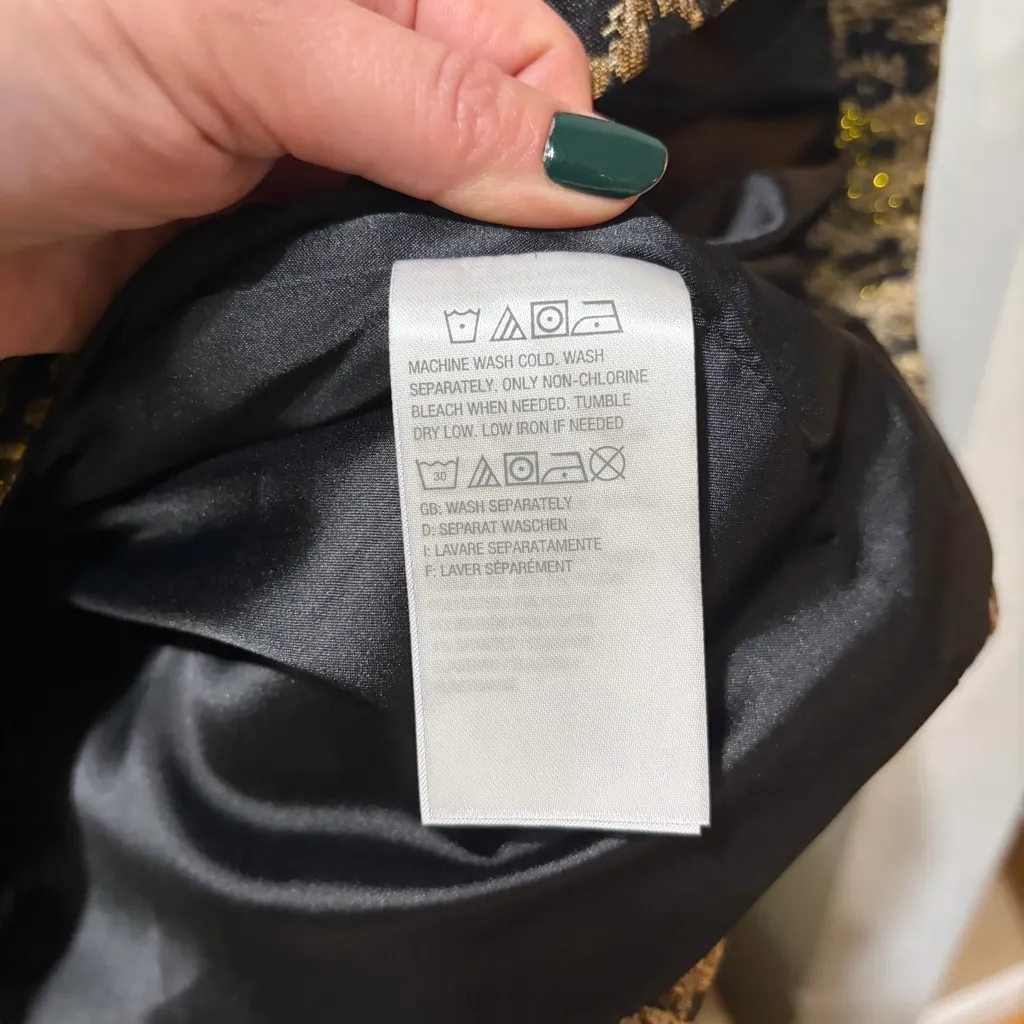 MACHINE WASH COLD. WASH
SEPARATELY. ONLY NON-CHLORINE
BLEACH WHEN NEEDED. TUMBLE
DRY LOW. LOW IRON IF NEEDED
30
GB: WASH SEPARATELY
D: SEPARAT WASCHEN
I: LAVARE SEPARATAMENTE
F: LAVER SÉPARÉMENT